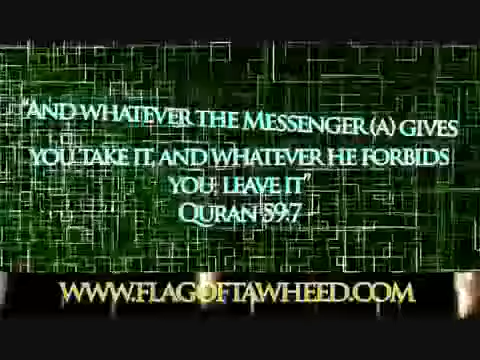 "AND WHATEVER THE MESSENGER (A) GIVES
YOU TAKE IT, AND WHATEVER HE FORBIDS
YOU, LEAVE IT"
QURAN 59:7
WWW.FLAGOFTAWHEED.COM